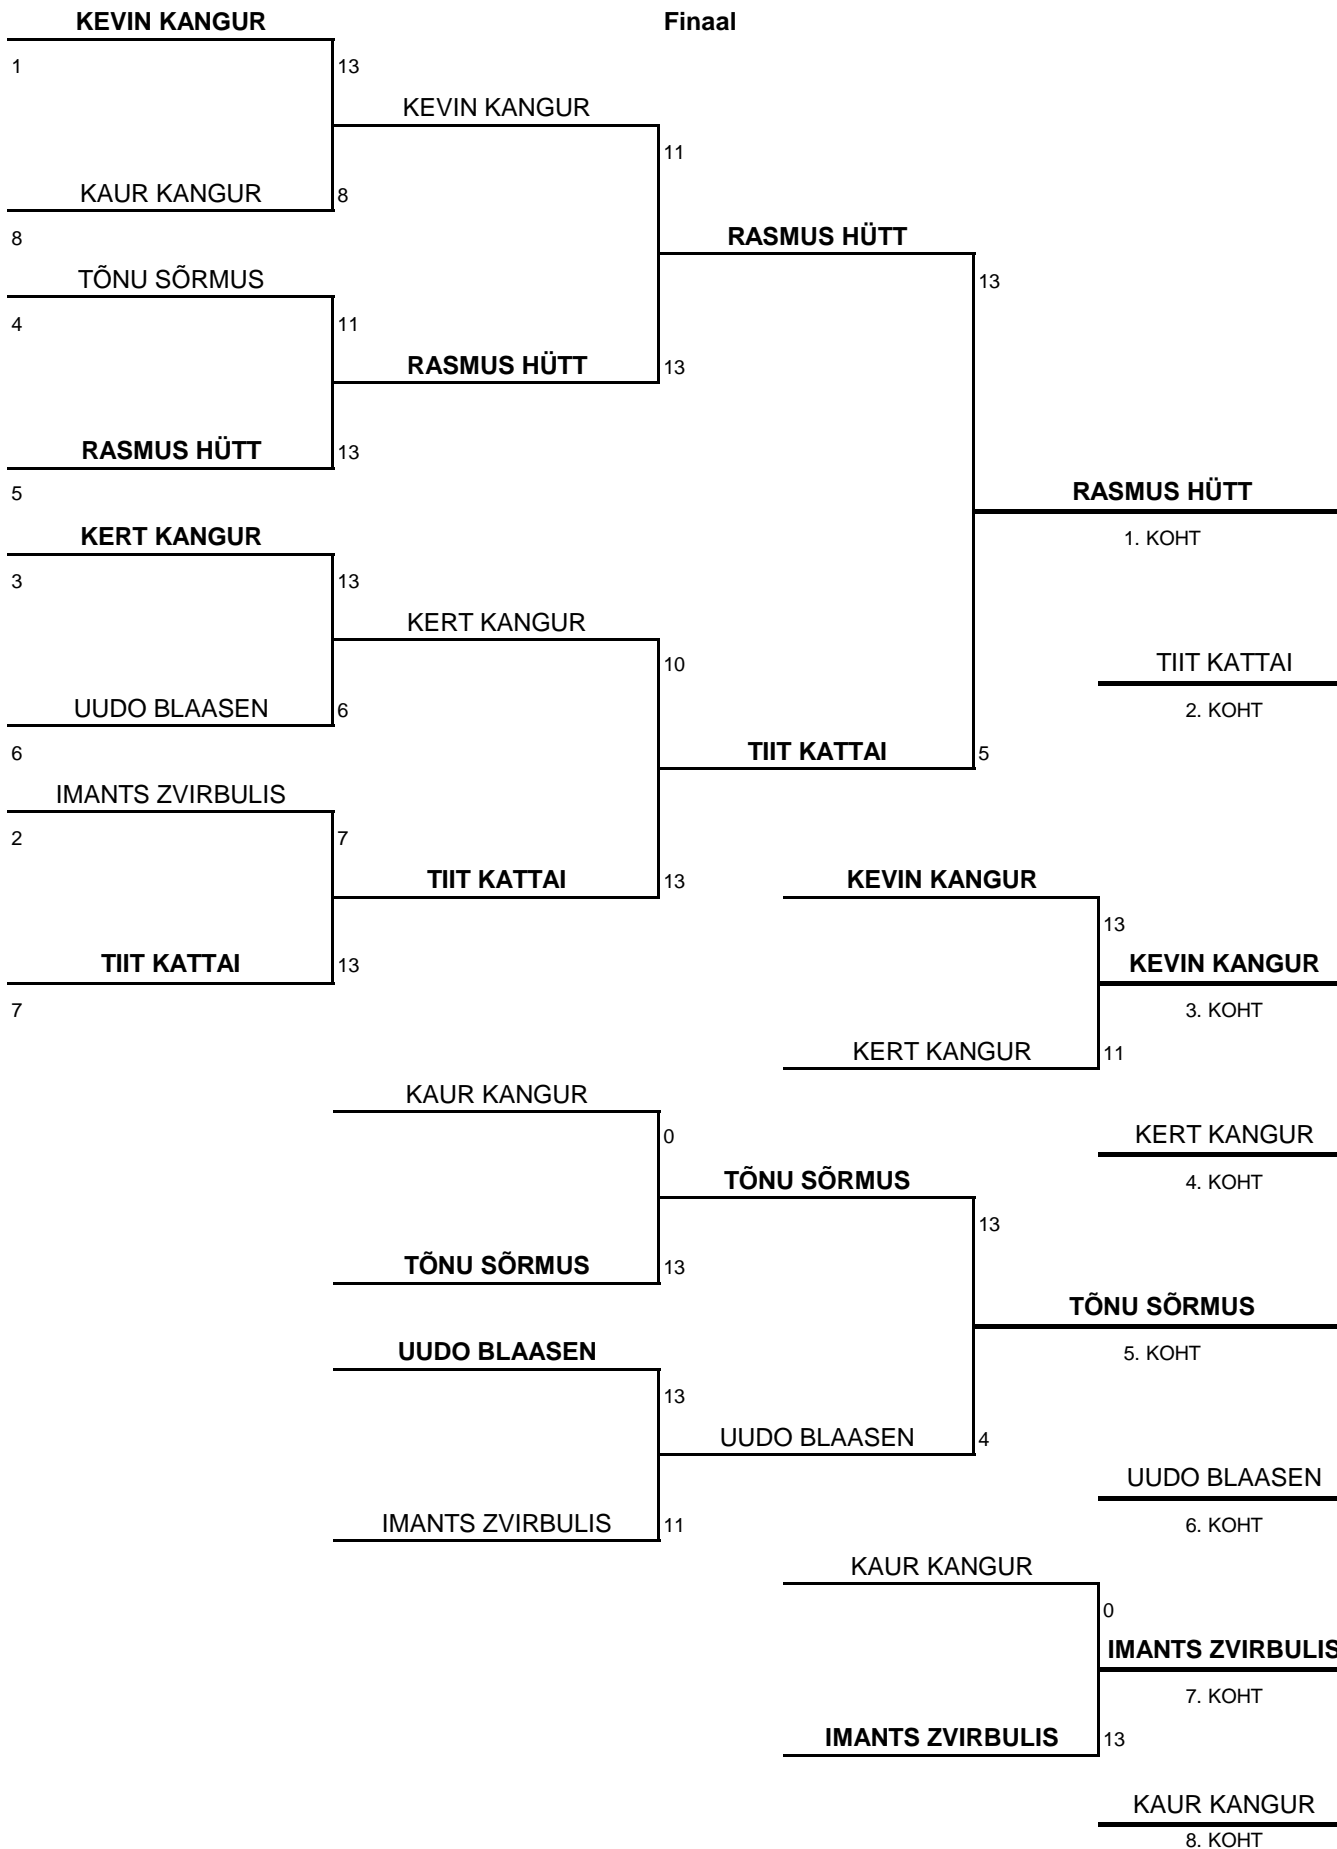 KEVIN KANGUR
Finaal
1
13
KEVIN KANGUR
11
KAUR KANGUR
8
8
RASMUS HÜTT
TÕNU SÕRMUS
13
4
11
RASMUS HÜTT
13
RASMUS HÜTT
13
5
RASMUS HÜTT
KERT KANGUR
1. KOHT
3
13
KERT KANGUR
10
TIIT KATTAI
UUDO BLAASEN
6
2. KOHT
6
TIIT KATTAI
5
IMANTS ZVIRBULIS
2
7
TIIT KATTAI
13
KEVIN KANGUR
13
TIIT KATTAI
13
KEVIN KANGUR
7
3. KOHT
KERT KANGUR
11
KAUR KANGUR
0
KERT KANGUR
TÕNU SÕRMUS
4. KOHT
13
TÕNU SÕRMUS
13
TÕNU SÕRMUS
UUDO BLAASEN
5. KOHT
13
UUDO BLAASEN
4
UUDO BLAASEN
IMANTS ZVIRBULIS
11
6. KOHT
KAUR KANGUR
0
IMANTS ZVIRBULIS
7. KOHT
IMANTS ZVIRBULIS
13
KAUR KANGUR
8. KOHT